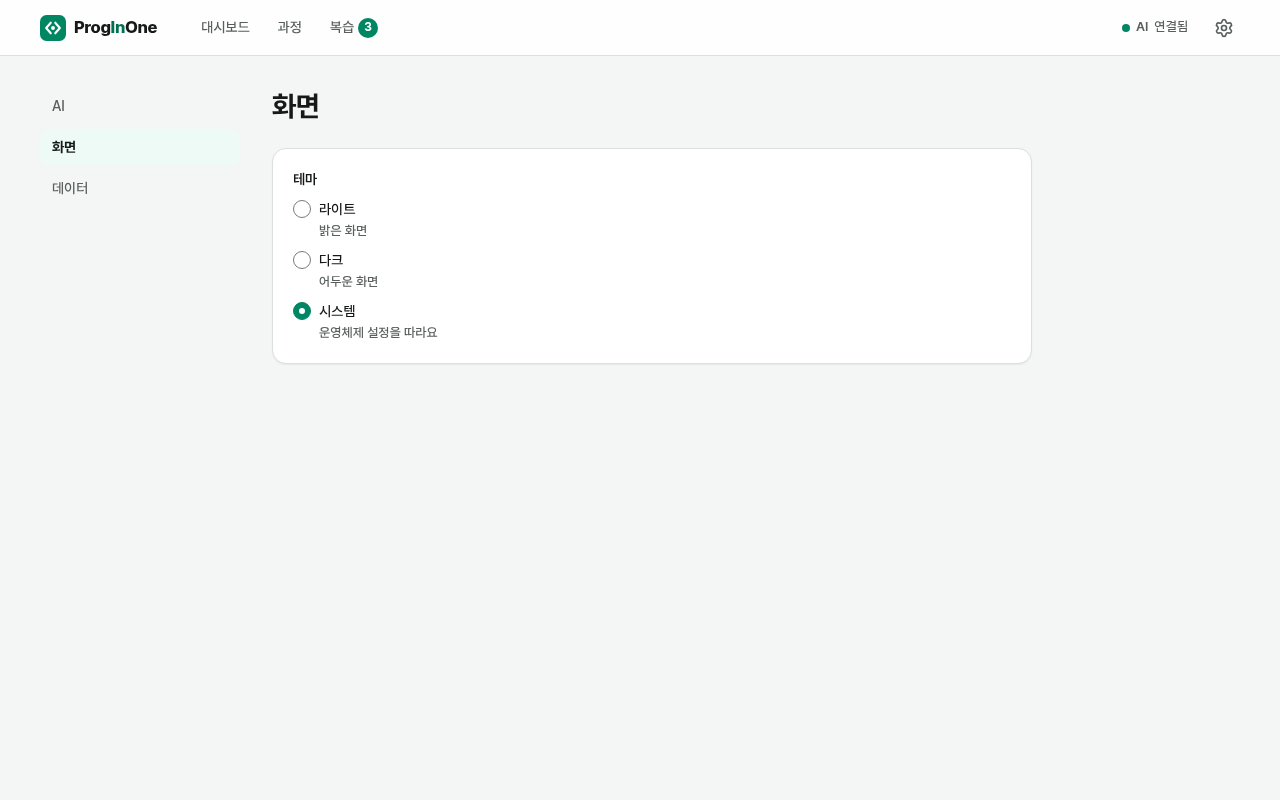 ProgInOne
대시보드
과정
복습 3
AI 연결됨
AI
화면
데이터
화면
테마
라이트
밝은 화면
다크
어두운 화면
시스템
운영체제 설정을 따라요